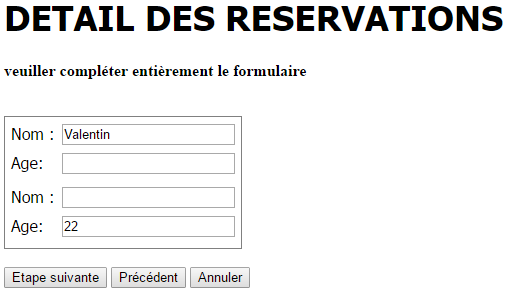 DETAIL DES RESERVATIONS
veuiller compléter entièrement le formulaire
Nom : Valentin
Age:
Nom :
Age: 22
Etape suivante Précédent Annuler